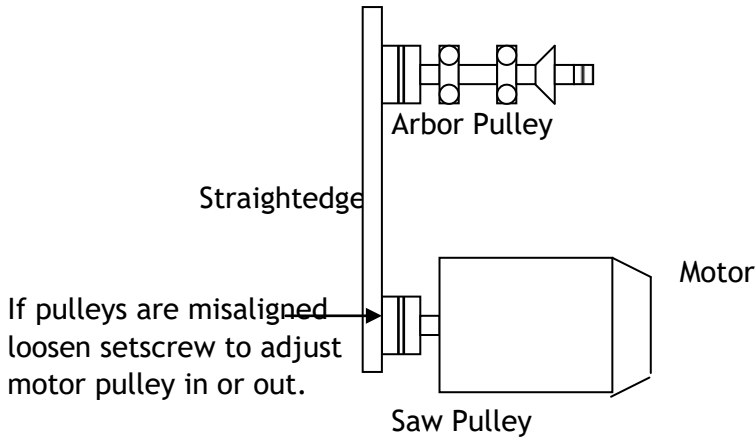 Arbor Pulley
Straightedge
Motor
If pulleys are misaligned
loosen setscrew to adjust
motor pulley in or out.
Saw Pulley